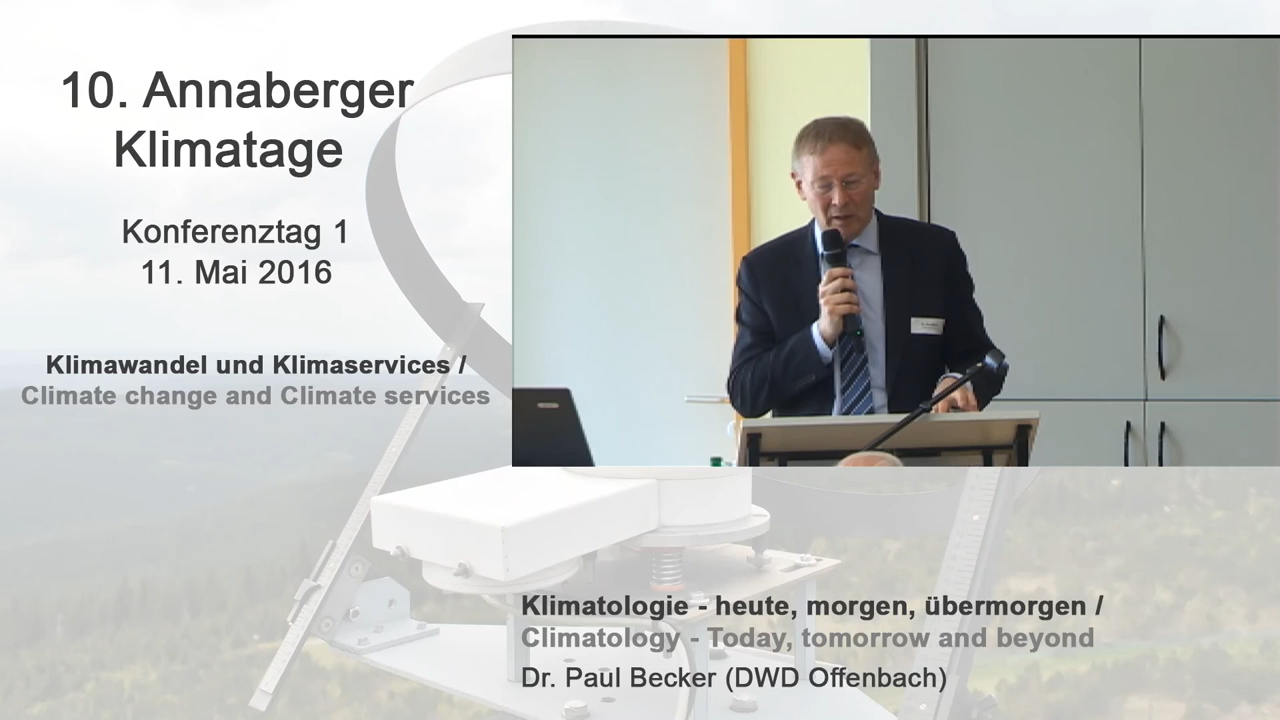 10. Annaberger
Klimatage
Konferenztag 1
11. Mai 2016
Klimawandel und Klimaservices /
Climate change and Climate services
Klimatologie - heute, morgen, übermorgen /
Climatology - Today, tomorrow and beyond
Dr. Paul Becker (DWD Offenbach)